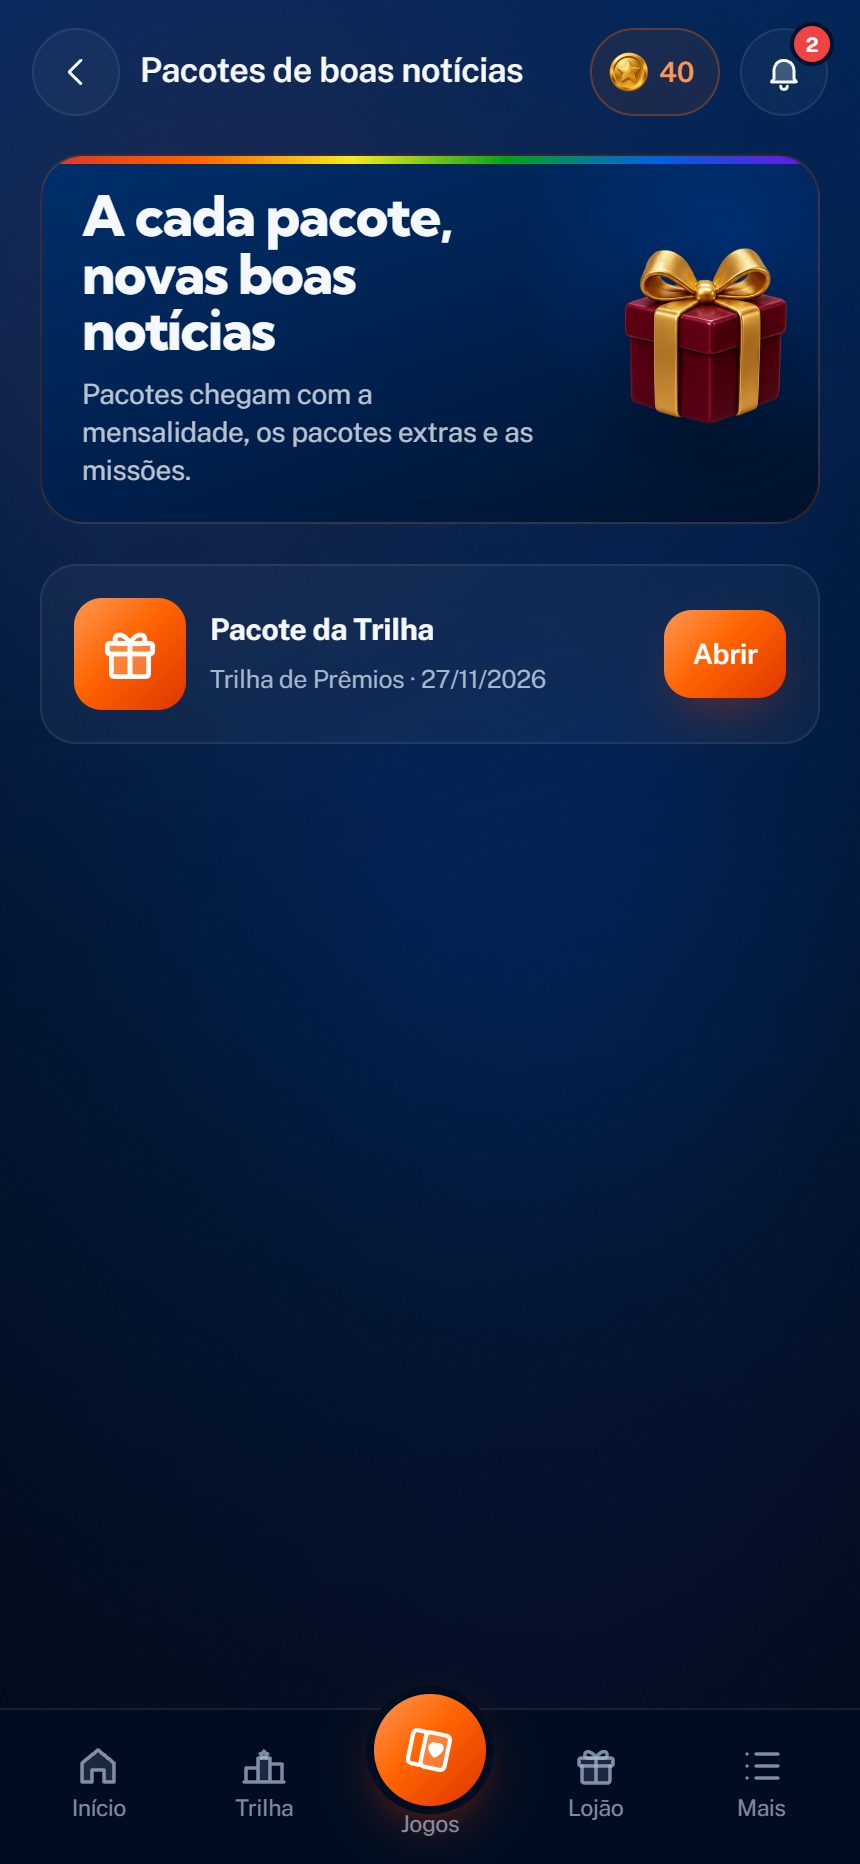 Pacotes de boas notícias
40
2
A cada pacote,
novas boas
notícias
Pacotes chegam com a
mensalidade, os pacotes extras e as
missões.
Pacote da Trilha
Trilha de Prêmios · 27/11/2026
Abrir
Início
Trilha
Jogos
Lojão
Mais